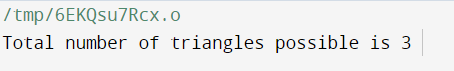 /tmp/6EKQsu7Rcx.o
Total number of triangles possible is 3